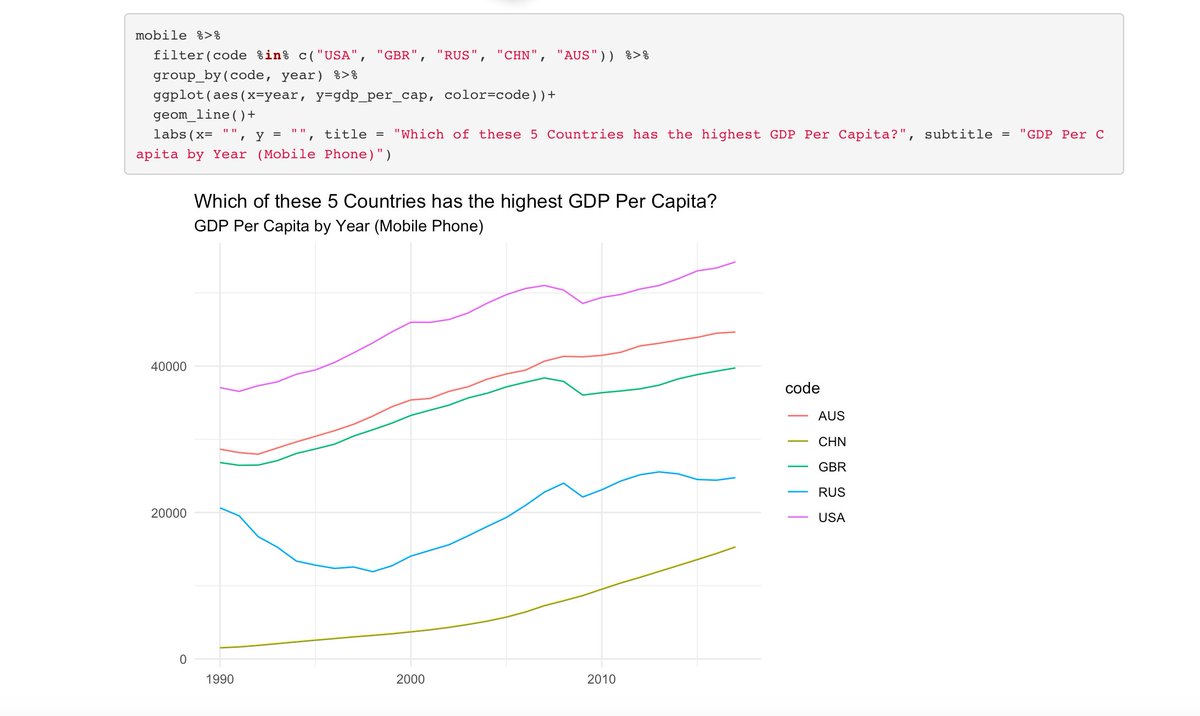 mobile %>%
filter(code %in% c("USA", "GBR", "RUS", "CHN", "AUS")) %>%
group_by(code, year) %>%
ggplot(aes(x=year, y=gdp_per_cap, color=code))+
geom_line()+
labs(x= "", y = "", title = "Which of these 5 Countries has the highest GDP Per Capita?", subtitle = "GDP Per C
apita by Year (Mobile Phone)")
Which of these 5 Countries has the highest GDP Per Capita?
GDP Per Capita by Year (Mobile Phone)
40000
20000
0
1990 2000 2010
code
AUS
CHN
GBR
RUS
USA